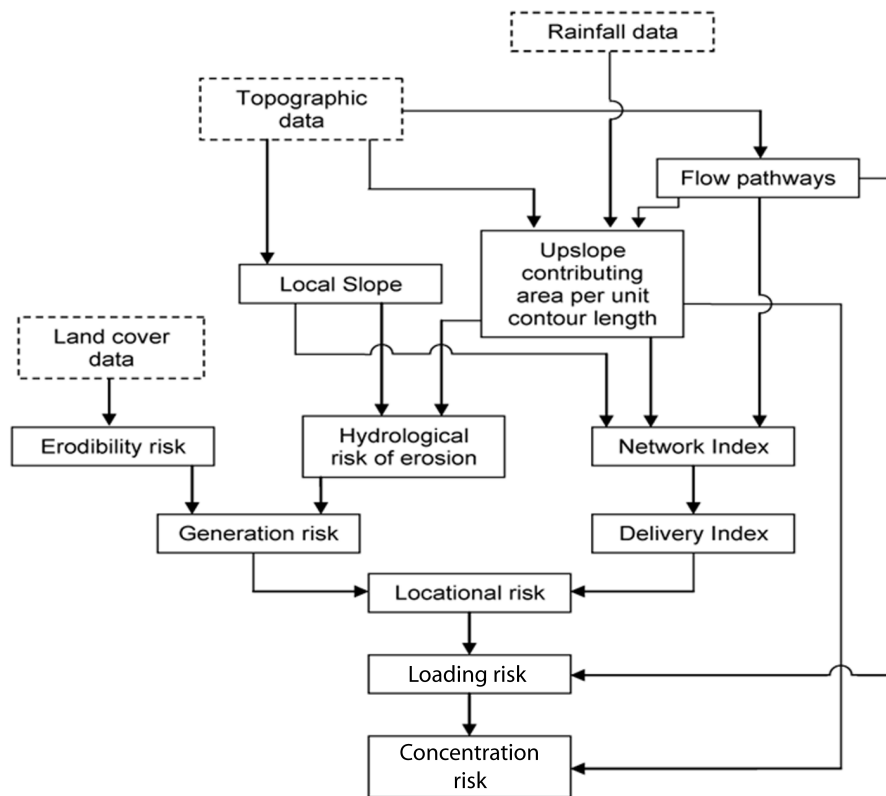 Rainfall data
Topographic
data
Flow pathways
Upslope
contributing
area per unit
contour length
Local Slope
Land cover
data
Erodibility risk
Hydrological
risk of erosion
Network Index
Generation risk
Delivery Index
Locational risk
Loading risk
Concentration
risk